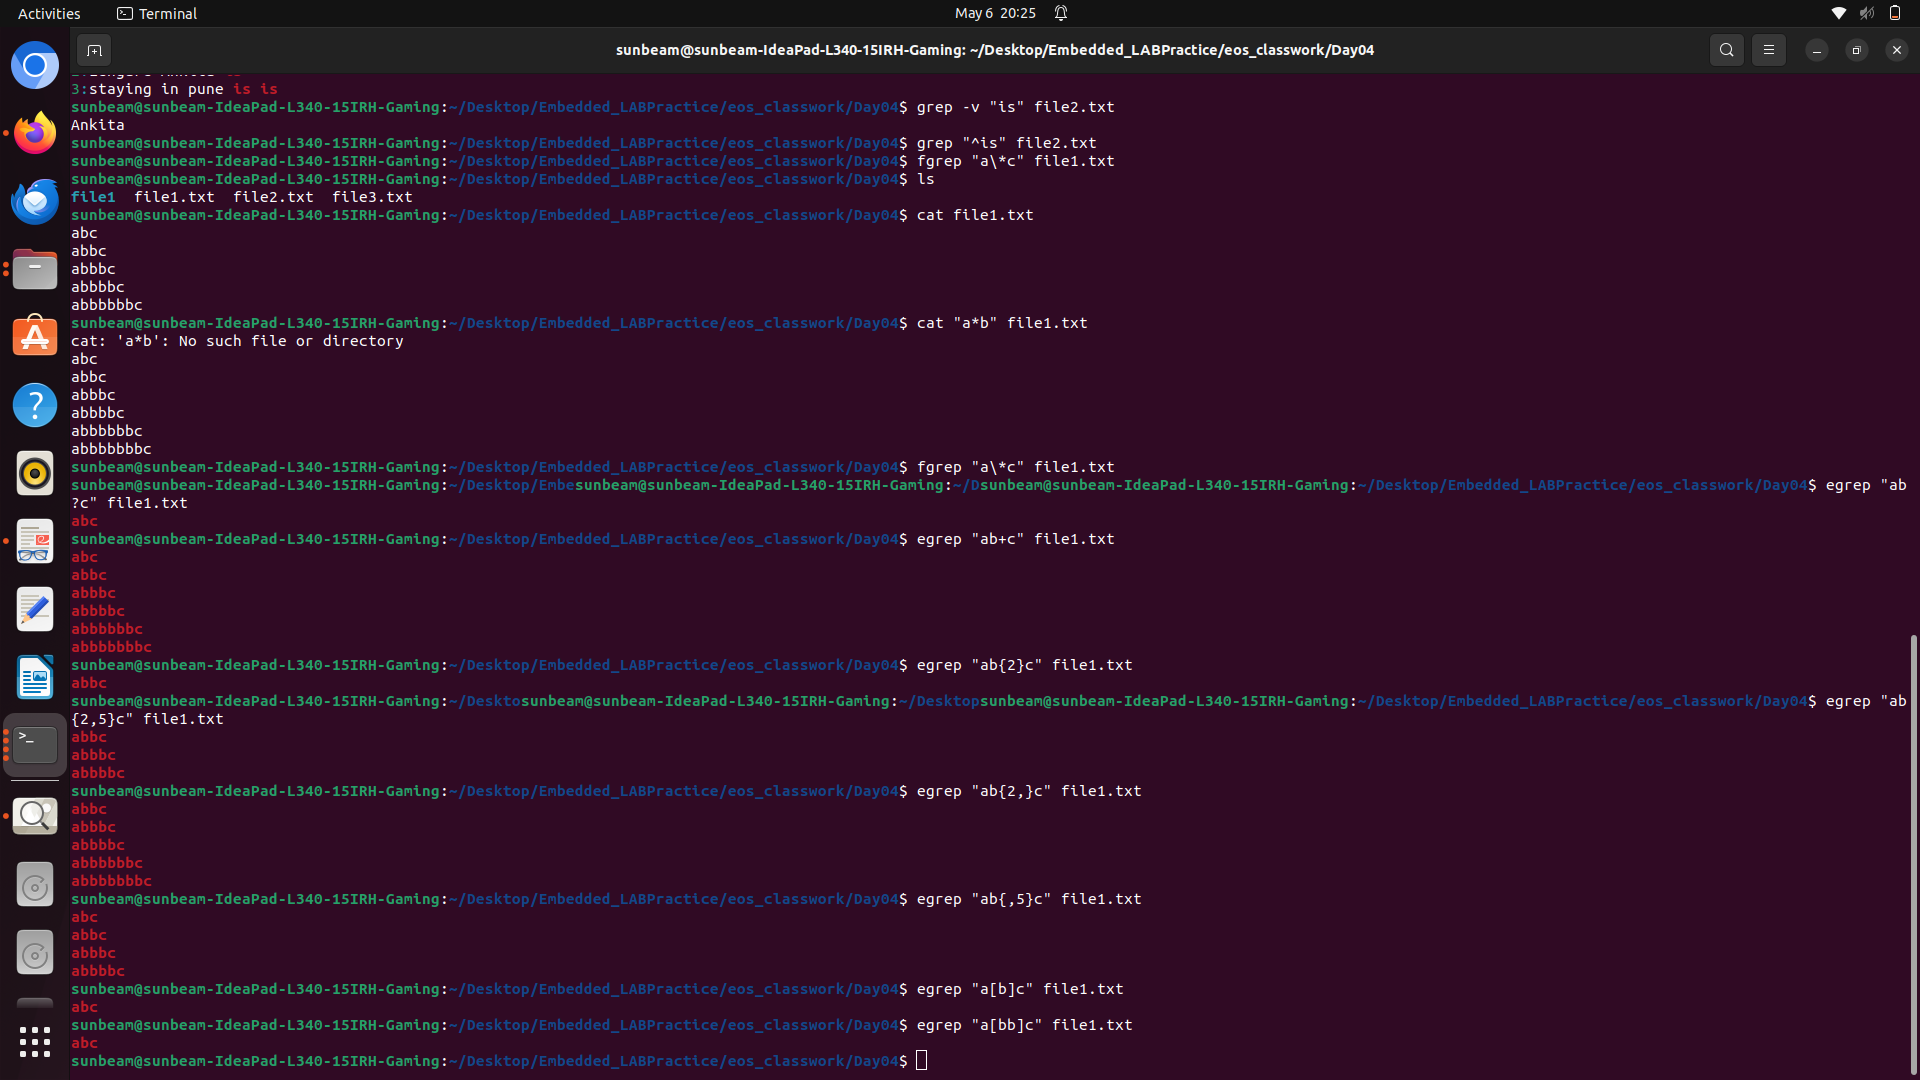 Activities Terminal May 6 20:25
sunbeam@sunbeam-IdeaPad-L340-15IRH-Gaming: ~/Desktop/Embedded_LABPractice/eos_classwork/Day04
3:staying in pune is is
sunbeam@sunbeam-IdeaPad-L340-15IRH-Gaming:~/Desktop/Embedded_LABPractice/eos_classwork/Day04$ grep -v "is" file2.txt
Ankita
sunbeam@sunbeam-IdeaPad-L340-15IRH-Gaming:~/Desktop/Embedded_LABPractice/eos_classwork/Day04$ grep "^is" file2.txt
sunbeam@sunbeam-IdeaPad-L340-15IRH-Gaming:~/Desktop/Embedded_LABPractice/eos_classwork/Day04$ fgrep "a\*c" file1.txt
sunbeam@sunbeam-IdeaPad-L340-15IRH-Gaming:~/Desktop/Embedded_LABPractice/eos_classwork/Day04$ ls
file1  file1.txt  file2.txt  file3.txt
sunbeam@sunbeam-IdeaPad-L340-15IRH-Gaming:~/Desktop/Embedded_LABPractice/eos_classwork/Day04$ cat file1.txt
abc
abbc
abbbc
abbbbc
abbbbbbc
sunbeam@sunbeam-IdeaPad-L340-15IRH-Gaming:~/Desktop/Embedded_LABPractice/eos_classwork/Day04$ cat "a*b" file1.txt
cat: 'a*b': No such file or directory
abc
abbc
abbbc
abbbbc
abbbbbbc
abbbbbbbc
sunbeam@sunbeam-IdeaPad-L340-15IRH-Gaming:~/Desktop/Embedded_LABPractice/eos_classwork/Day04$ fgrep "a\*c" file1.txt
sunbeam@sunbeam-IdeaPad-L340-15IRH-Gaming:~/Desktop/Embesunbeam@sunbeam-IdeaPad-L340-15IRH-Gaming:~/Dsunbeam@sunbeam-IdeaPad-L340-15IRH-Gaming:~/Desktop/Embedded_LABPractice/eos_classwork/Day04$ egrep "ab
?c" file1.txt
abc
sunbeam@sunbeam-IdeaPad-L340-15IRH-Gaming:~/Desktop/Embedded_LABPractice/eos_classwork/Day04$ egrep "ab+c" file1.txt
abc
abbc
abbbc
abbbbc
abbbbbbc
abbbbbbbc
sunbeam@sunbeam-IdeaPad-L340-15IRH-Gaming:~/Desktop/Embedded_LABPractice/eos_classwork/Day04$ egrep "ab{2}c" file1.txt
abbc
sunbeam@sunbeam-IdeaPad-L340-15IRH-Gaming:~/Desktosunbeam@sunbeam-IdeaPad-L340-15IRH-Gaming:~/Desktopsunbeam@sunbeam-IdeaPad-L340-15IRH-Gaming:~/Desktop/Embedded_LABPractice/eos_classwork/Day04$ egrep "ab
{2,5}c" file1.txt
abbc
abbbc
abbbbc
sunbeam@sunbeam-IdeaPad-L340-15IRH-Gaming:~/Desktop/Embedded_LABPractice/eos_classwork/Day04$ egrep "ab{2,}c" file1.txt
abbc
abbbc
abbbbc
abbbbbbc
abbbbbbbc
sunbeam@sunbeam-IdeaPad-L340-15IRH-Gaming:~/Desktop/Embedded_LABPractice/eos_classwork/Day04$ egrep "ab{,5}c" file1.txt
abc
abbc
abbbc
abbbbc
sunbeam@sunbeam-IdeaPad-L340-15IRH-Gaming:~/Desktop/Embedded_LABPractice/eos_classwork/Day04$ egrep "a[b]c" file1.txt
abc
sunbeam@sunbeam-IdeaPad-L340-15IRH-Gaming:~/Desktop/Embedded_LABPractice/eos_classwork/Day04$ egrep "a[bb]c" file1.txt
abc
sunbeam@sunbeam-IdeaPad-L340-15IRH-Gaming:~/Desktop/Embedded_LABPractice/eos_classwork/Day04$